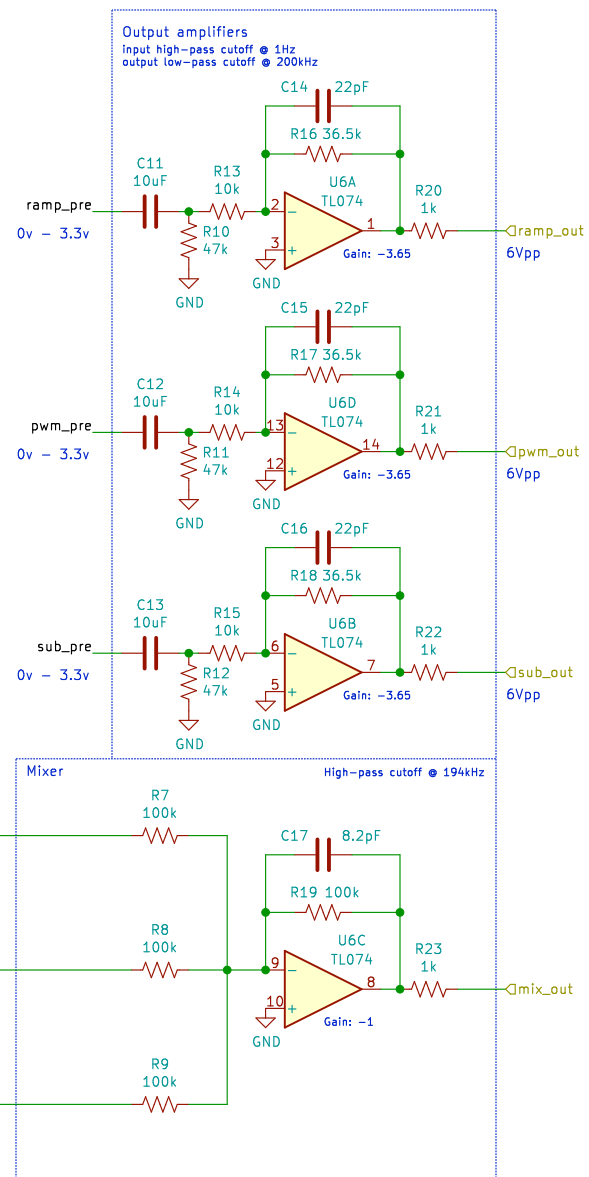 Output amplifiers
input high-pass cutoff @ 1Hz
output low-pass cutoff @ 200kHz
C14 22pF
R16 36.5k
C11
10uF
R13
10k
U6A
TL074
R20
1k
ramp_pre
2
−
1
ramp_out
0v - 3.3v
R10
47k
3
+
Gain: -3.65
6Vpp
GND
GND
C15 22pF
R17 36.5k
C12
10uF
R14
10k
U6D
TL074
R21
1k
pwm_pre
13
−
14
pwm_out
0v - 3.3v
R11
47k
12
+
Gain: -3.65
6Vpp
GND
GND
C16 22pF
R18 36.5k
C13
10uF
R15
10k
U6B
TL074
R22
1k
sub_pre
6
−
7
sub_out
0v - 3.3v
R12
47k
5
+
Gain: -3.65
6Vpp
GND
GND
Mixer
High-pass cutoff @ 194kHz
R7
100k
C17 8.2pF
R19 100k
R8
100k
U6C
TL074
R23
1k
9
−
8
mix_out
10
+
Gain: -1
GND
R9
100k